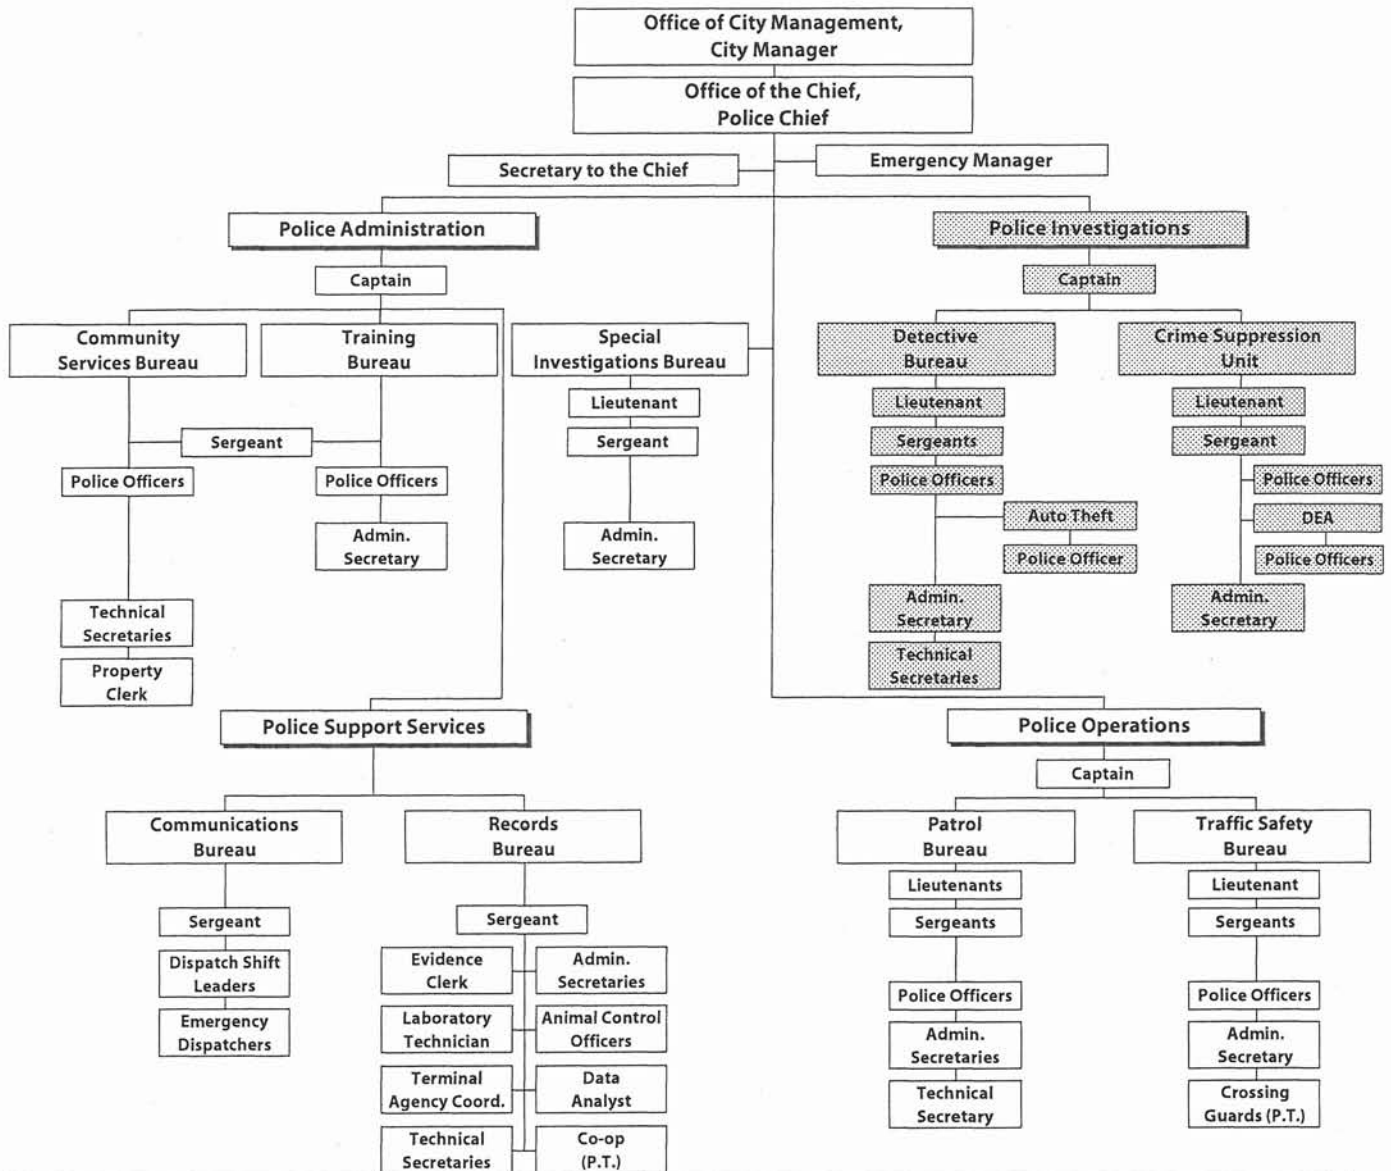 Office of City Management,
City Manager
Office of the Chief,
Police Chief
Secretary to the Chief
Emergency Manager
Police Administration
Captain
Community
Services Bureau
Training
Bureau
Sergeant
Police Officers
Technical
Secretaries
Property
Clerk
Police Officers
Admin.
Secretary
Special
Investigations Bureau
Lieutenant
Sergeant
Admin.
Secretary
Police Investigations
Captain
Detective
Bureau
Lieutenant
Sergeants
Police Officers
Auto Theft
Police Officer
Admin.
Secretary
Technical
Secretaries
Crime Suppression
Unit
Lieutenant
Sergeant
Police Officers
DEA
Police Officers
Admin.
Secretary
Police Support Services
Communications
Bureau
Sergeant
Dispatch Shift
Leaders
Emergency
Dispatchers
Records
Bureau
Sergeant
Evidence
Clerk
Admin.
Secretaries
Laboratory
Technician
Animal Control
Officers
Terminal
Agency Coord.
Data
Analyst
Technical
Secretaries
Co-op
(P.T.)
Police Operations
Captain
Patrol
Bureau
Lieutenants
Sergeants
Police Officers
Admin.
Secretaries
Technical
Secretary
Traffic Safety
Bureau
Lieutenant
Sergeants
Police Officers
Admin.
Secretary
Crossing
Guards (P.T.)